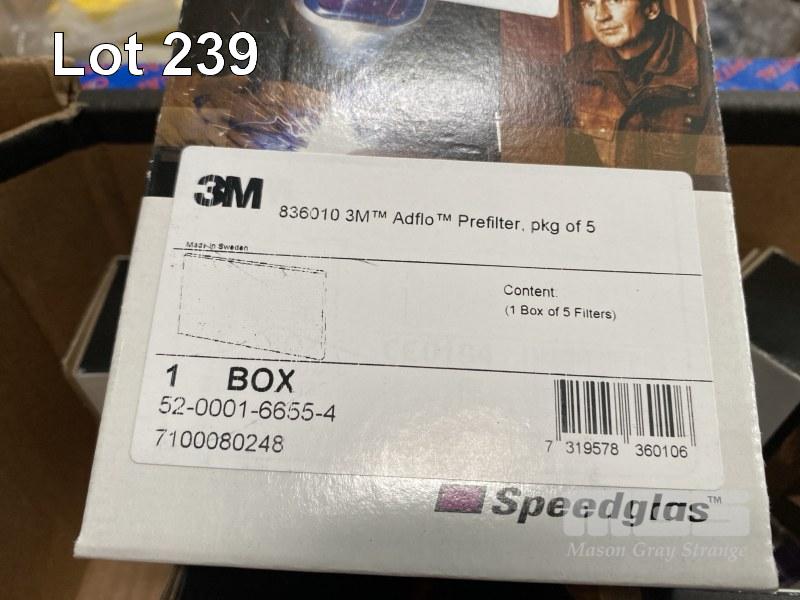 Lot 239
3M
836010 3M™ Adflo™ Prefilter, pkg of 5
Made in Sweden
Content:
(1 Box of 5 Filters)
1 BOX
52-0001-6655-4
7100080248
7 319578 360106
Speedglas™
MGS
Mason Gray Strange